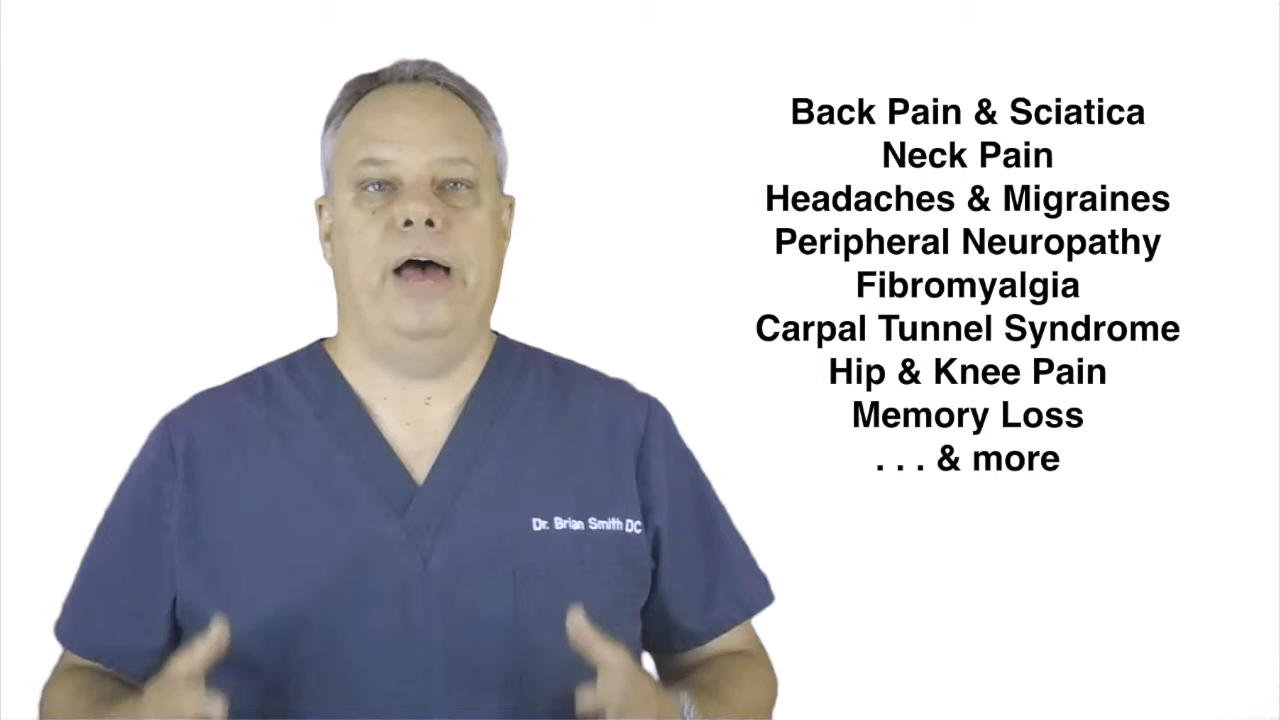 Back Pain & Sciatica
Neck Pain
Headaches & Migraines
Peripheral Neuropathy
Fibromyalgia
Carpal Tunnel Syndrome
Hip & Knee Pain
Memory Loss
. . . & more
Dr. Brian Smith DC